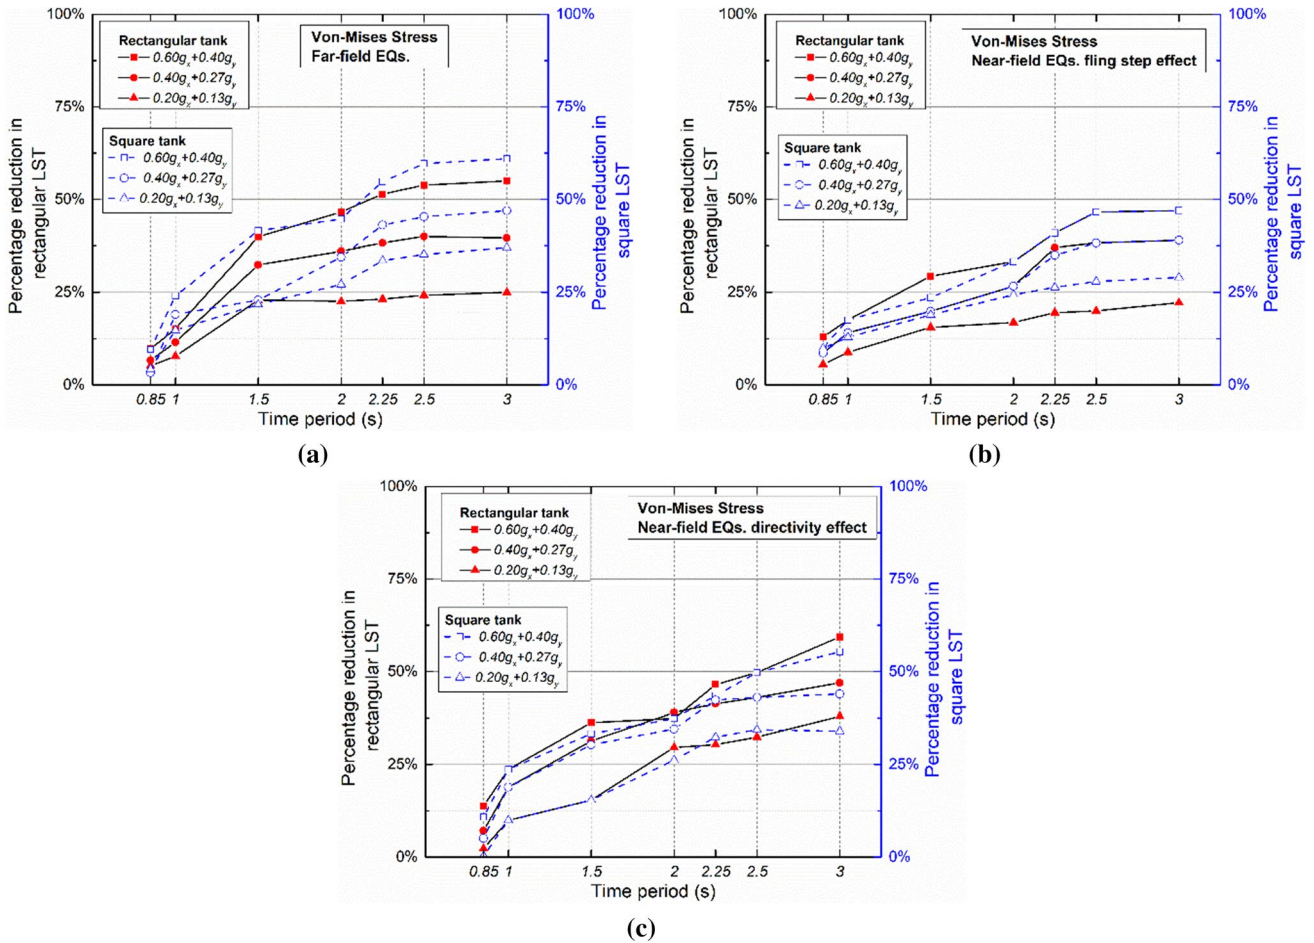 100%
75%
50%
25%
0%
Percentage reduction in
rectangular LST
Rectangular tank
0.60gx+0.40gy
0.40gx+0.27gy
0.20gx+0.13gy
Square tank
0.60gx+0.40gy
0.40gx+0.27gy
0.20gx+0.13gy
Von-Mises Stress
Far-field EQs.
100%
75%
50%
25%
0%
Percentage reduction in
square LST
0.85 1 1.5 2 2.25 2.5 3
Time period (s)
(a)
100%
75%
50%
25%
0%
Percentage reduction in
rectangular LST
Rectangular tank
0.60gx+0.40gy
0.40gx+0.27gy
0.20gx+0.13gy
Square tank
0.60gx+0.40gy
0.40gx+0.27gy
0.20gx+0.13gy
Von-Mises Stress
Near-field EQs. fling step effect
100%
75%
50%
25%
0%
Percentage reduction in
square LST
0.85 1 1.5 2 2.25 2.5 3
Time period (s)
(b)
100%
75%
50%
25%
0%
Percentage reduction in
rectangular LST
Rectangular tank
0.60gx+0.40gy
0.40gx+0.27gy
0.20gx+0.13gy
Square tank
0.60gx+0.40gy
0.40gx+0.27gy
0.20gx+0.13gy
Von-Mises Stress
Near-field EQs. directivity effect
100%
75%
50%
25%
0%
Percentage reduction in
square LST
0.85 1 1.5 2 2.25 2.5 3
Time period (s)
(c)